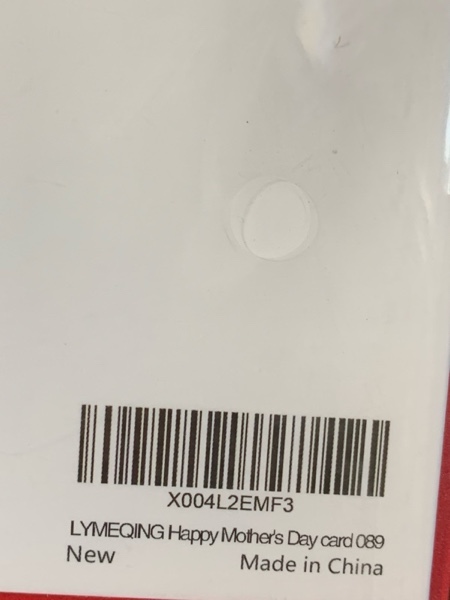 X004L2EMF3
LYMEQING Happy Mother's Day card 089
New Made in China